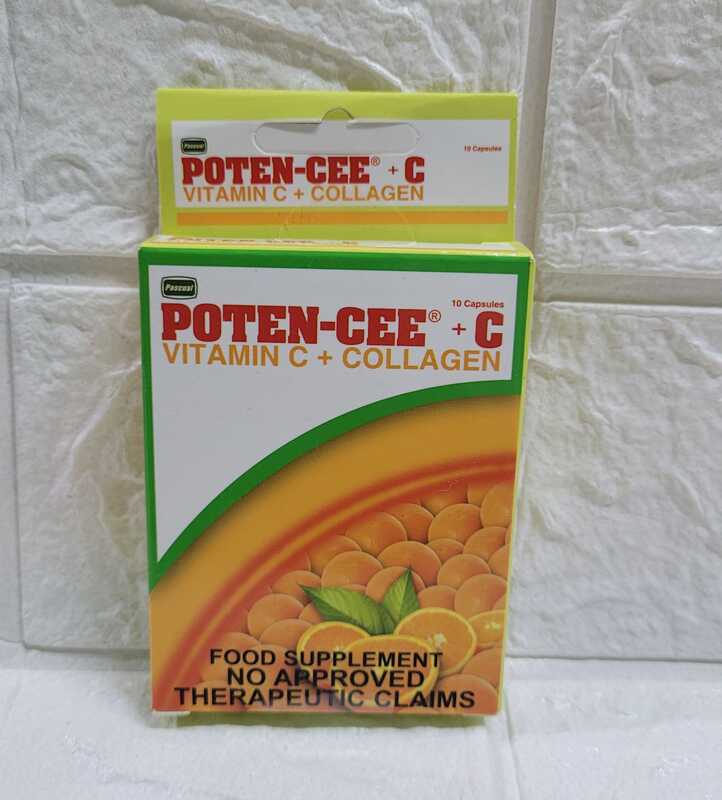 Pascual
10 Capsules
POTEN-CEE® + C
VITAMIN C + COLLAGEN
Pascual
10 Capsules
POTEN-CEE® + C
VITAMIN C + COLLAGEN
FOOD SUPPLEMENT
NO APPROVED
THERAPEUTIC CLAIMS